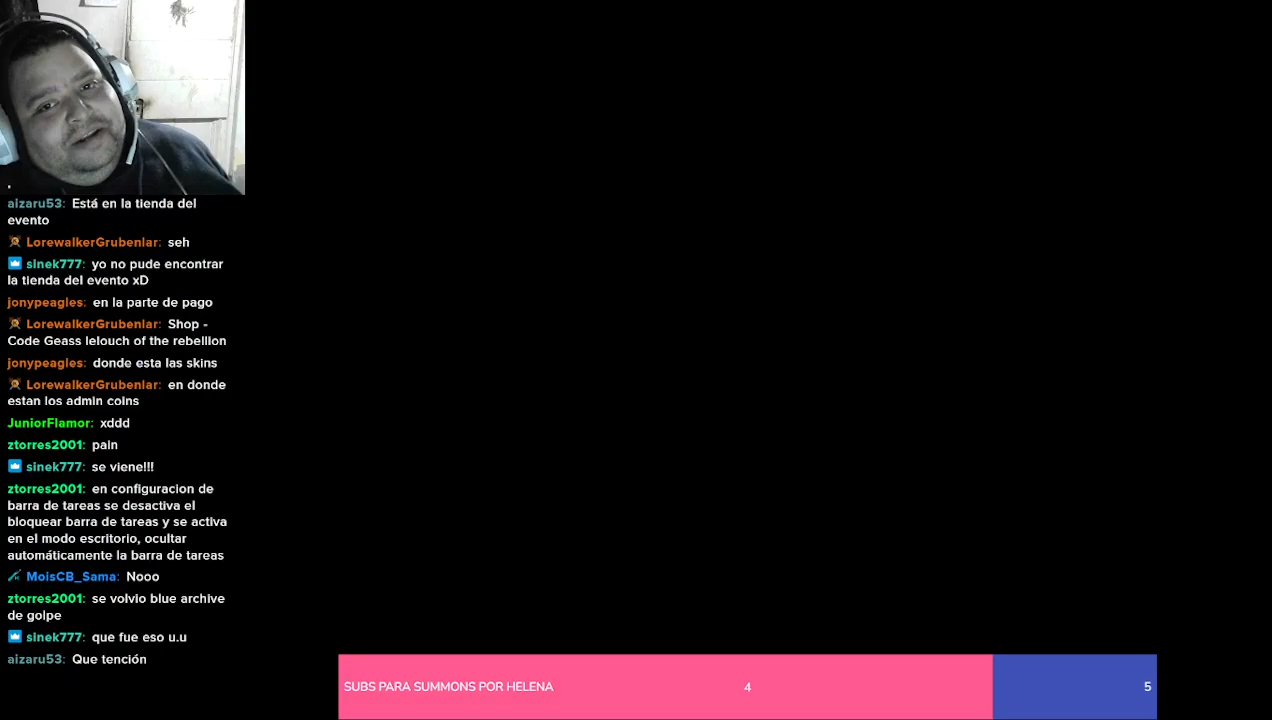 aizaru53: Está en la tienda del
evento
LorewalkerGrubenlar: seh
sinek777: yo no pude encontrar
la tienda del evento xD
jonypeagles: en la parte de pago
LorewalkerGrubenlar: Shop -
Code Geass lelouch of the rebellion
jonypeagles: donde esta las skins
LorewalkerGrubenlar: en donde
estan los admin coins
JuniorFlamor: xddd
ztorres2001: pain
sinek777: se viene!!!
ztorres2001: en configuracion de
barra de tareas se desactiva el
bloquear barra de tareas y se activa
en el modo escritorio, ocultar
automáticamente la barra de tareas
MoisCB_Sama: Nooo
ztorres2001: se volvio blue archive
de golpe
sinek777: que fue eso u.u
aizaru53: Que tención
SUBS PARA SUMMONS POR HELENA 4 5